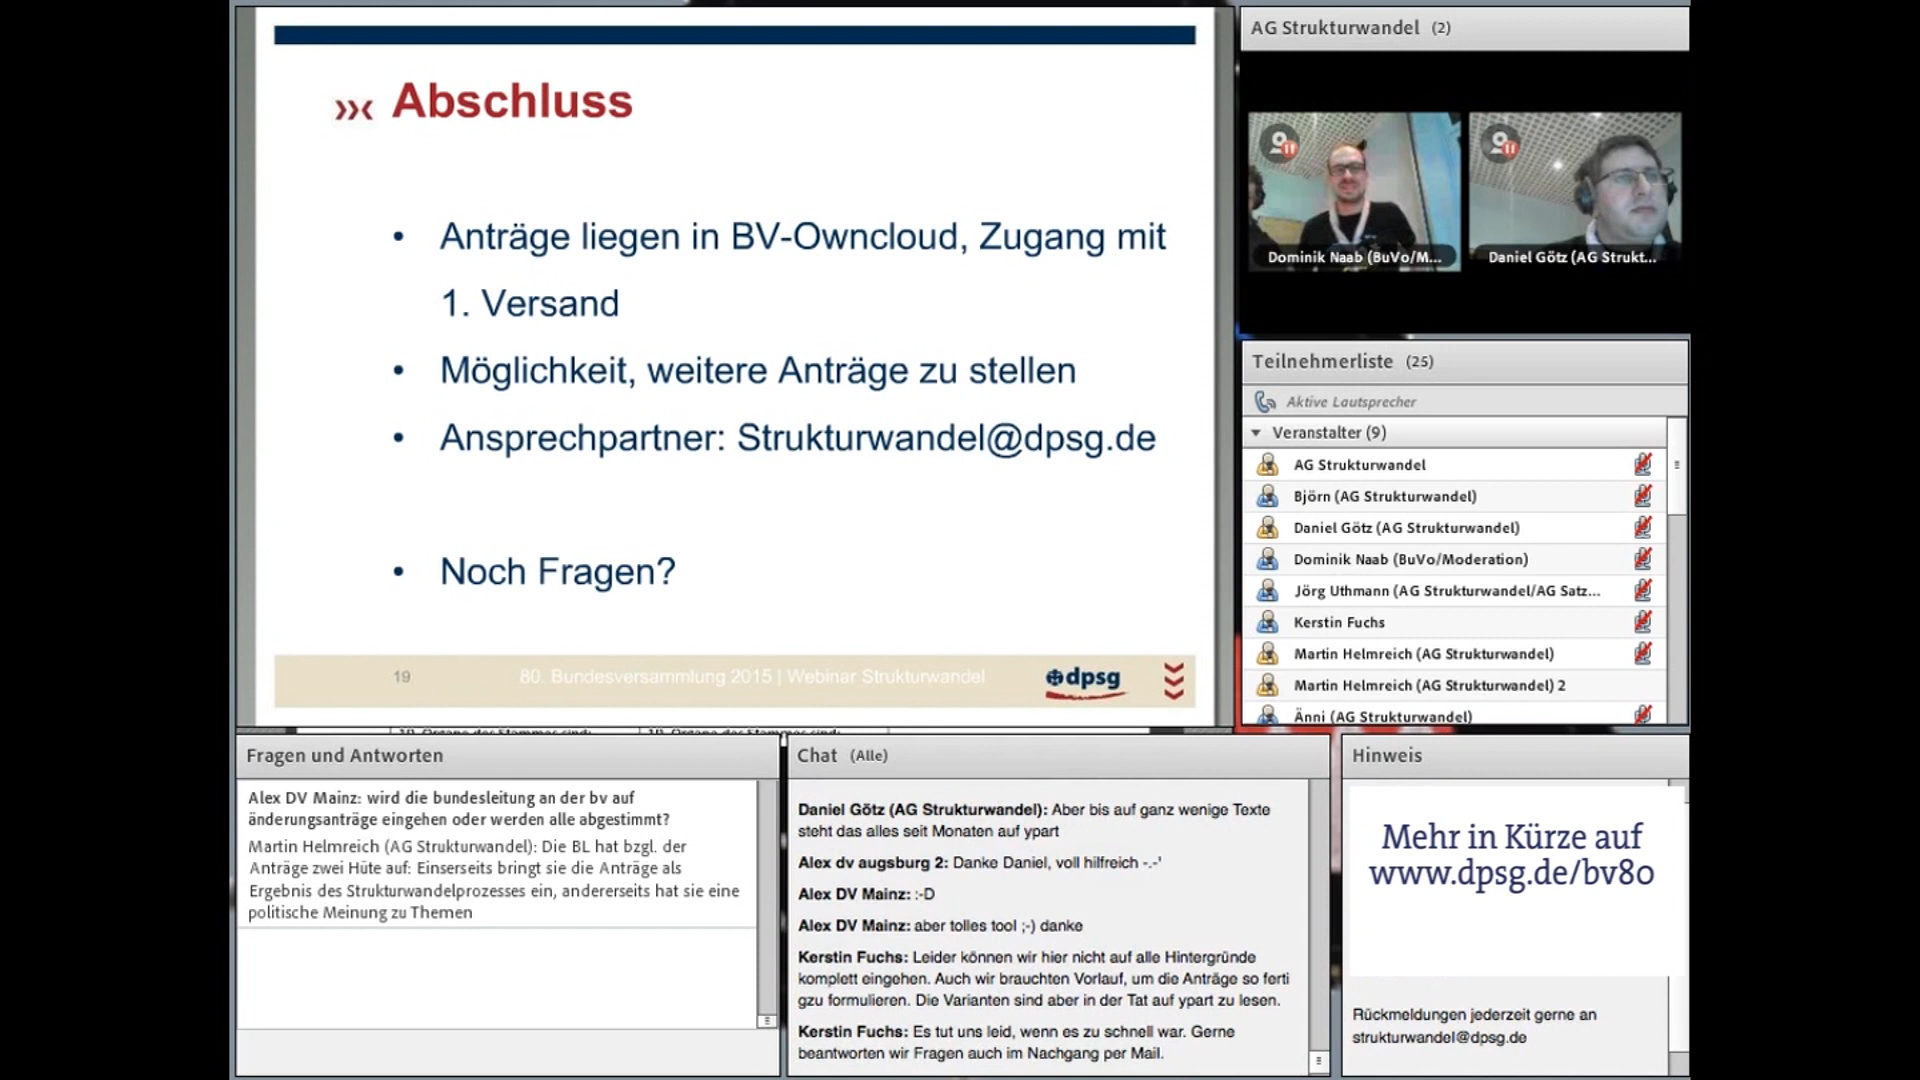 Abschluss
• Anträge liegen in BV-Owncloud, Zugang mit
1. Versand
• Möglichkeit, weitere Anträge zu stellen
• Ansprechpartner: Strukturwandel@dpsg.de
• Noch Fragen?
19
80. Bundesversammlung 2015 | Webinar Strukturwandel
dpsg
AG Strukturwandel (2)
Dominik Naab (BuVo/M...
Daniel Götz (AG Strukt...
Teilnehmerliste (25)
Aktive Lautsprecher
Veranstalter (9)
AG Strukturwandel
Björn (AG Strukturwandel)
Daniel Götz (AG Strukturwandel)
Dominik Naab (BuVo/Moderation)
Jörg Uthmann (AG Strukturwandel/AG Satz...
Kerstin Fuchs
Martin Helmreich (AG Strukturwandel)
Martin Helmreich (AG Strukturwandel) 2
Änni (AG Strukturwandel)
Fragen und Antworten
Alex DV Mainz: wird die bundesleitung an der bv auf
änderungsanträge eingehen oder werden alle abgestimmt?
Martin Helmreich (AG Strukturwandel): Die BL hat bzgl. der
Anträge zwei Hüte auf: Einserseits bringt sie die Anträge als
Ergebnis des Strukturwandelprozesses ein, andererseits hat sie eine
politische Meinung zu Themen
Chat (Alle)
Daniel Götz (AG Strukturwandel): Aber bis auf ganz wenige Texte
steht das alles seit Monaten auf ypart
Alex dv augsburg 2: Danke Daniel, voll hilfreich -.-'
Alex DV Mainz: :-D
Alex DV Mainz: aber tolles tool ;-) danke
Kerstin Fuchs: Leider können wir hier nicht auf alle Hintergründe
komplett eingehen. Auch wir brauchten Vorlauf, um die Anträge so ferti
gzu formulieren. Die Varianten sind aber in der Tat auf ypart zu lesen.
Kerstin Fuchs: Es tut uns leid, wenn es zu schnell war. Gerne
beantworten wir Fragen auch im Nachgang per Mail.
Hinweis
Mehr in Kürze auf
www.dpsg.de/bv80
Rückmeldungen jederzeit gerne an
strukturwandel@dpsg.de